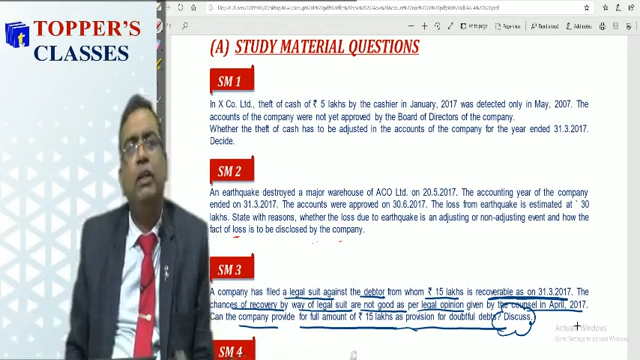 TOPPER'S
CLASSES
(A) STUDY MATERIAL QUESTIONS
SM 1
In X Co. Ltd., theft of cash of ₹ 5 lakhs by the cashier in January, 2017 was detected only in May, 2007. The
accounts of the company were not yet approved by the Board of Directors of the company.
Whether the theft of cash has to be adjusted in the accounts of the company for the year ended 31.3.2017.
Decide.
SM 2
An earthquake destroyed a major warehouse of ACO Ltd. on 20.5.2017. The accounting year of the company
ended on 31.3.2017. The accounts were approved on 30.6.2017. The loss from earthquake is estimated at ` 30
lakhs. State with reasons, whether the loss due to earthquake is an adjusting or non-adjusting event and how the
fact of loss is to be disclosed by the company.
SM 3
A company has filed a legal suit against the debtor from whom ₹ 15 lakhs is recoverable as on 31.3.2017. The
chances of recovery by way of legal suit are not good as per legal opinion given by the counsel in April, 2017.
Can the company provide for full amount of ₹ 15 lakhs as provision for doubtful debts? Discuss.
Activate Windows
Go to Settings to activate Windows.
SM 4